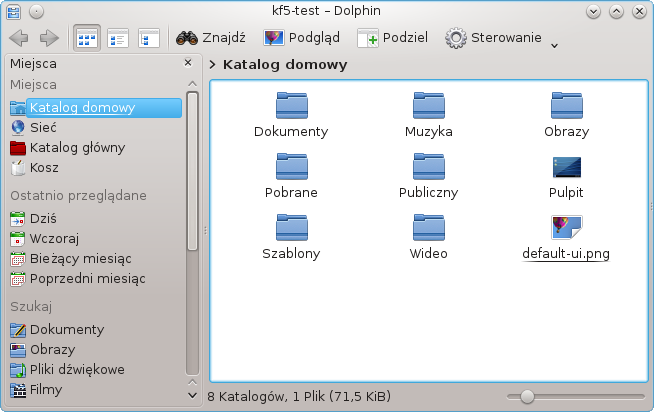 kf5-test – Dolphin
Znajdź Podgląd Podziel Sterowanie
Miejsca
Miejsca
Katalog domowy
Sieć
Katalog główny
Kosz
Ostatnio przeglądane
Dziś
Wczoraj
Bieżący miesiąc
Poprzedni miesiąc
Szukaj
Dokumenty
Obrazy
Pliki dźwiękowe
Filmy
Katalog domowy
Dokumenty Muzyka Obrazy
Pobrane Publiczny Pulpit
Szablony Wideo default-ui.png
8 Katalogów, 1 Plik (71,5 KiB)